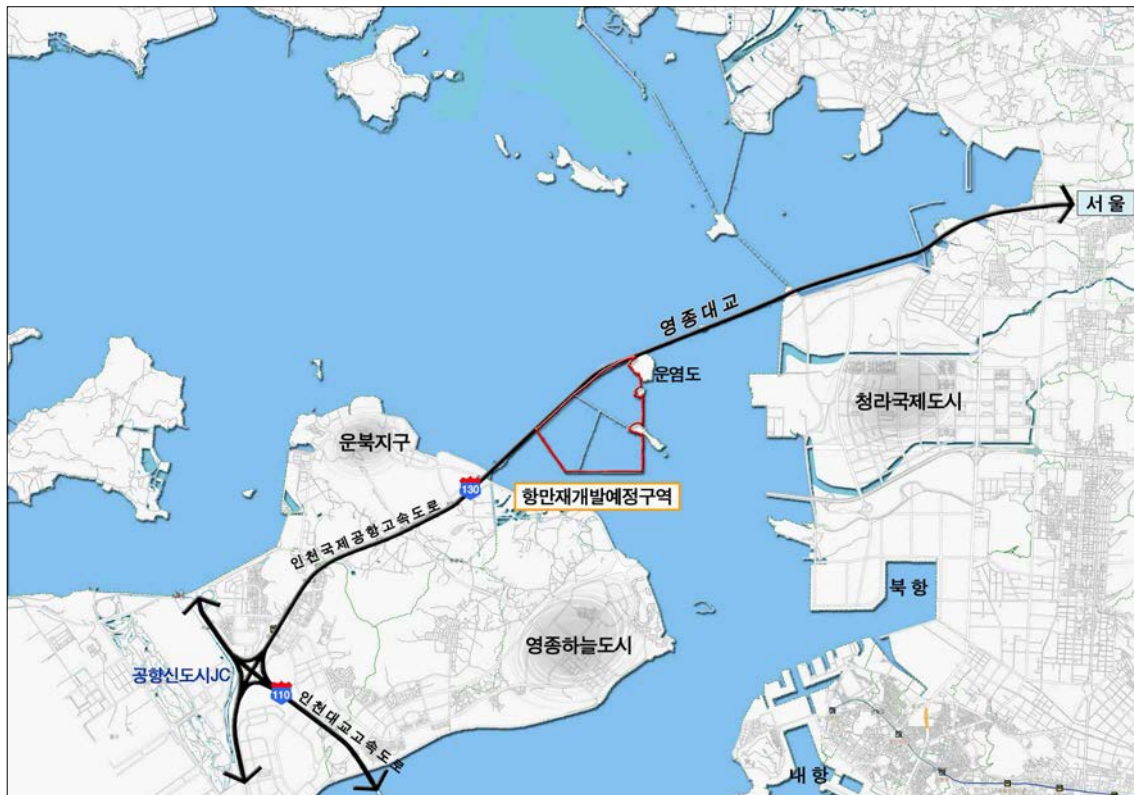 서울
영종대교
운염도
청라국제도시
운북지구
130
항만재개발예정구역
인천국제공항고속도로
북항
영종하늘도시
공항신도시JC
110
인천대교고속도로
내항